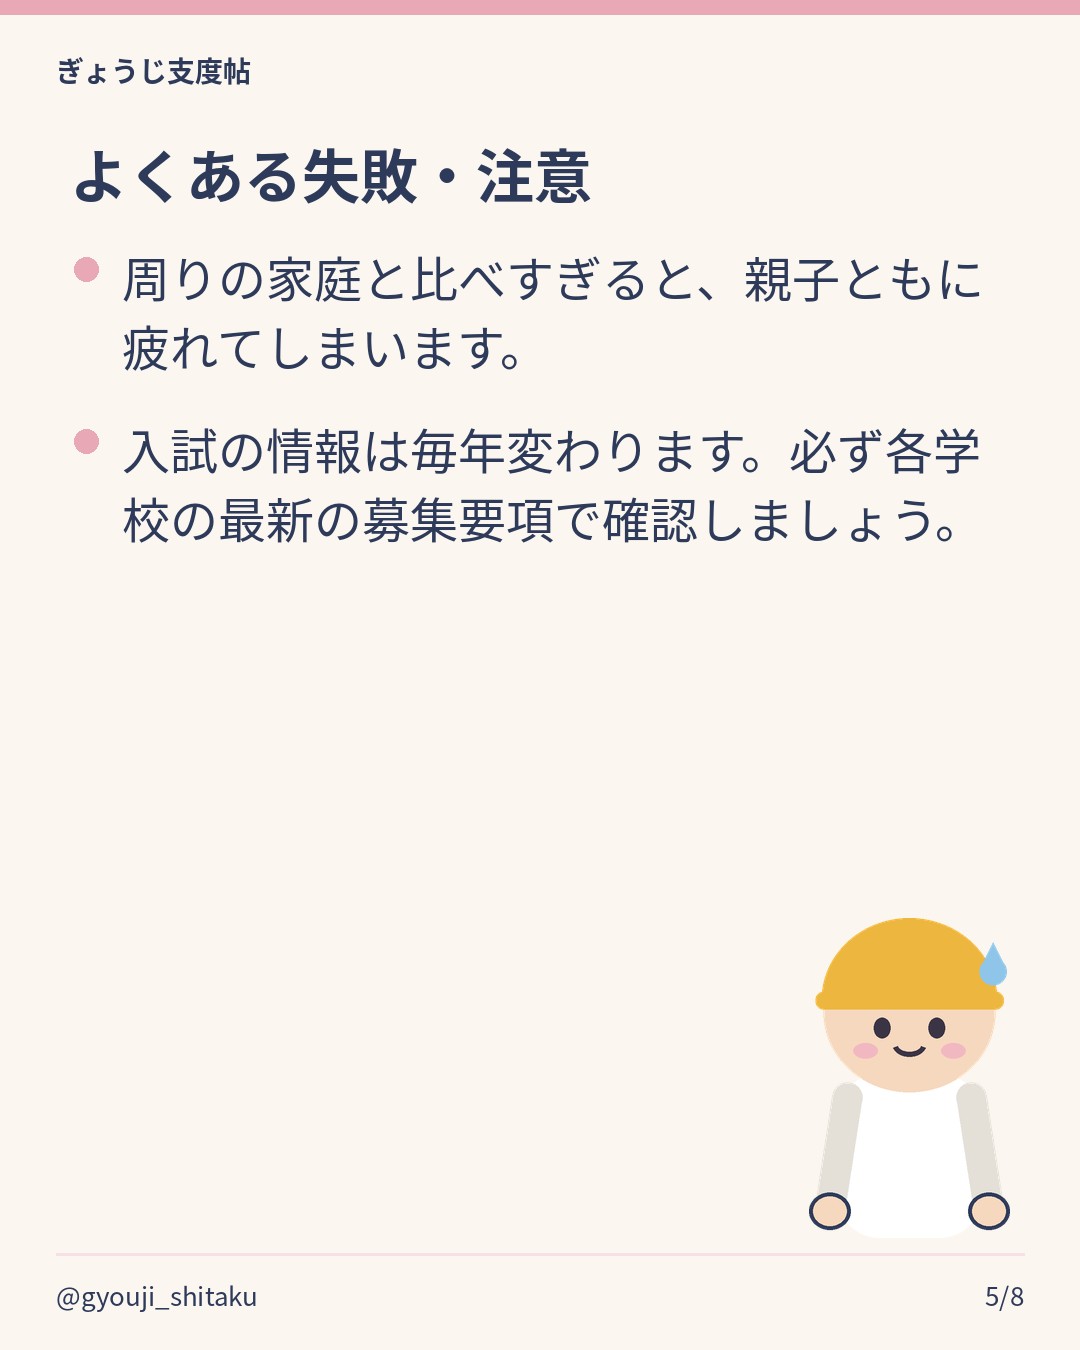 ぎょうじ支度帖
よくある失敗・注意
周りの家庭と比べすぎると、親子ともに
疲れてしまいます。
入試の情報は毎年変わります。必ず各学
校の最新の募集要項で確認しましょう。
@gyouji_shitaku
5/8